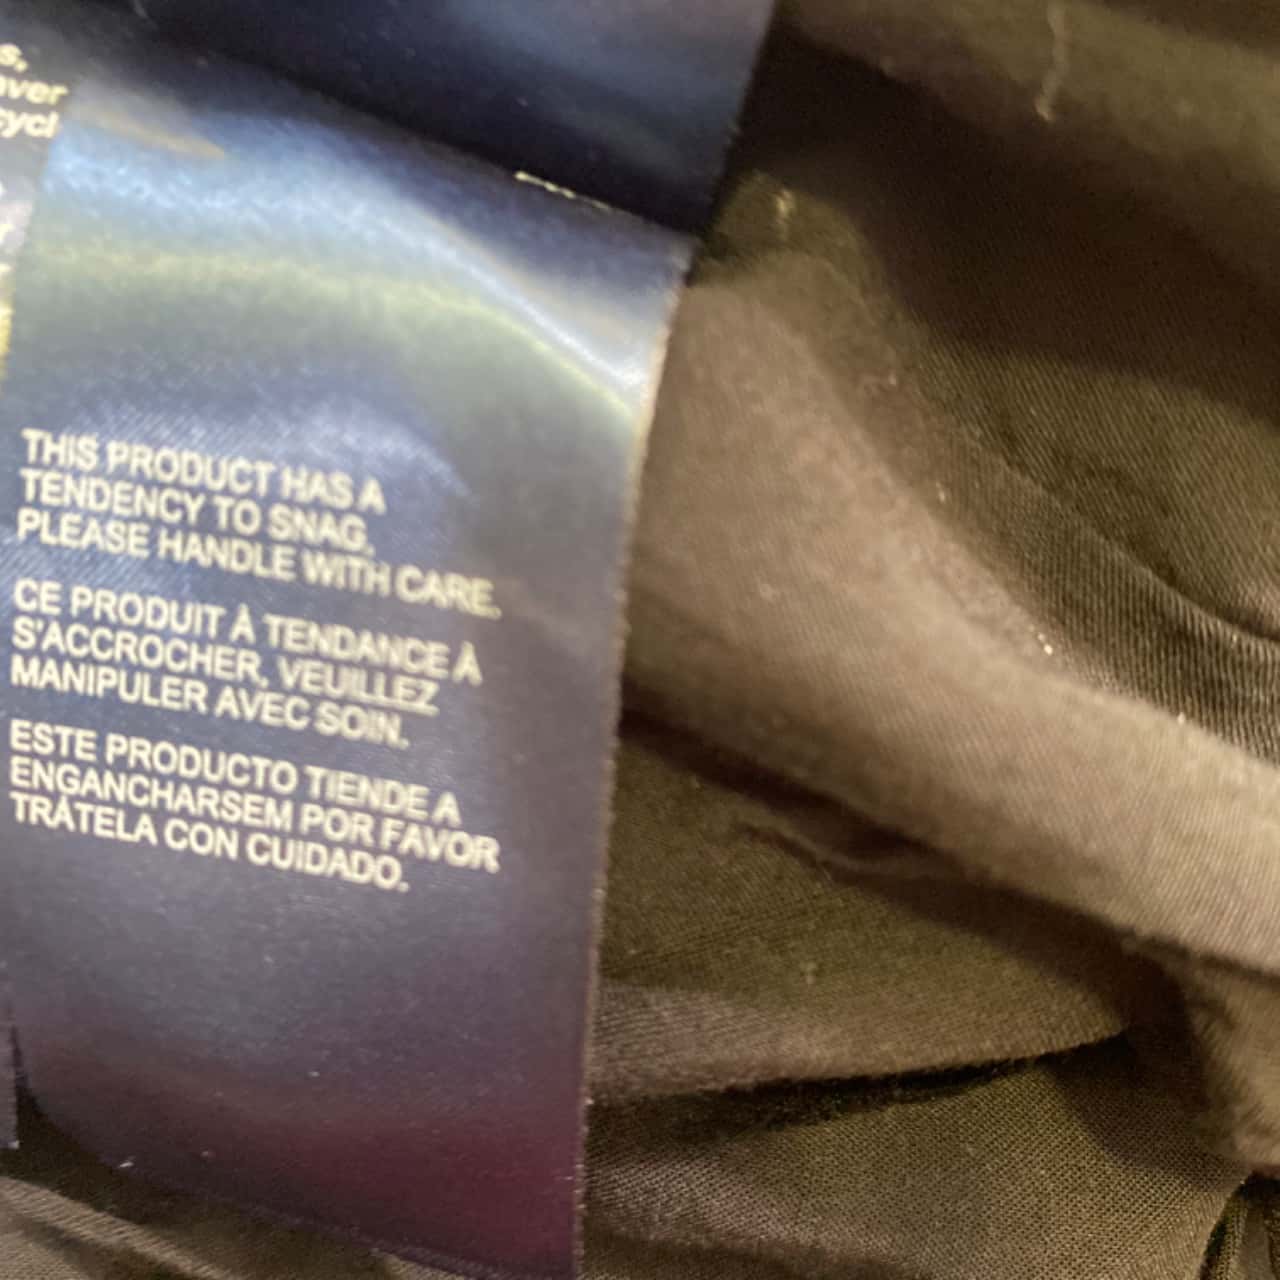 s,
THIS PRODUCT HAS A
TENDENCY TO SNAG,
PLEASE HANDLE WITH CARE.
CE PRODUIT À TENDANCE À
S'ACCROCHER, VEUILLEZ
MANIPULER AVEC SOIN.
ESTE PRODUCTO TIENDE A
ENGANCHARSEM POR FAVOR
TRÁTELA CON CUIDADO.